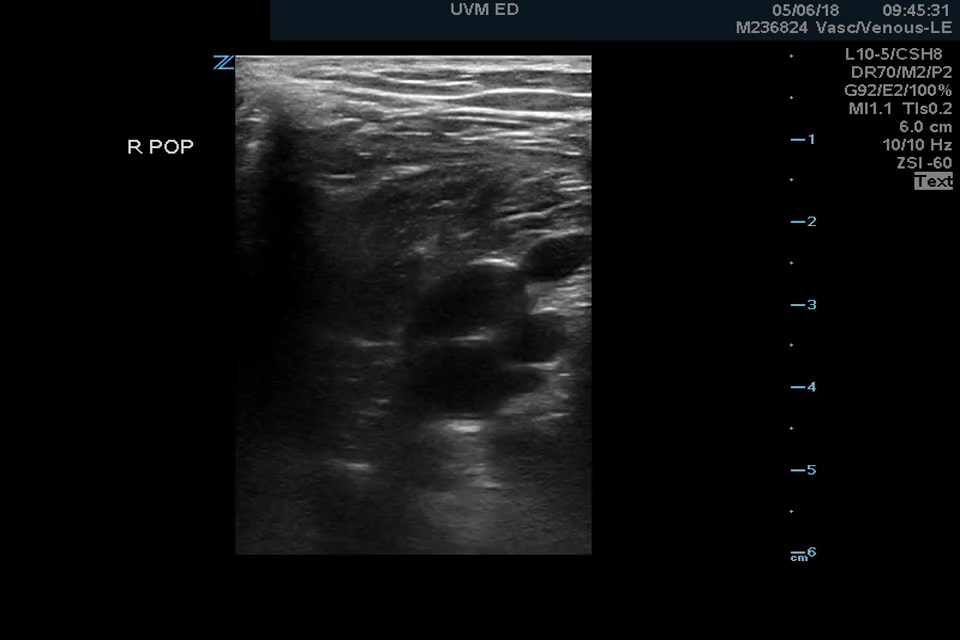 UVM ED
05/06/18 09:45:31
M236824 Vasc/Venous-LE
L10-5/CSH8
DR70/M2/P2
G92/E2/100%
MI1.1 TIs0.2
6.0 cm
10/10 Hz
ZSI -60
Text
Z
R POP
1
2
3
4
5
6
cm